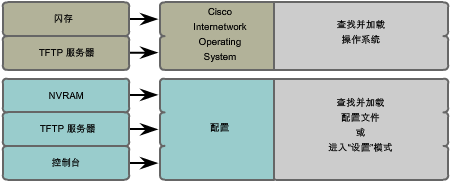 闪存
TFTP 服务器
Cisco
Internetwork
Operating
System
查找并加载
操作系统
NVRAM
TFTP 服务器
控制台
配置
查找并加载
配置文件
或
进入“设置”模式